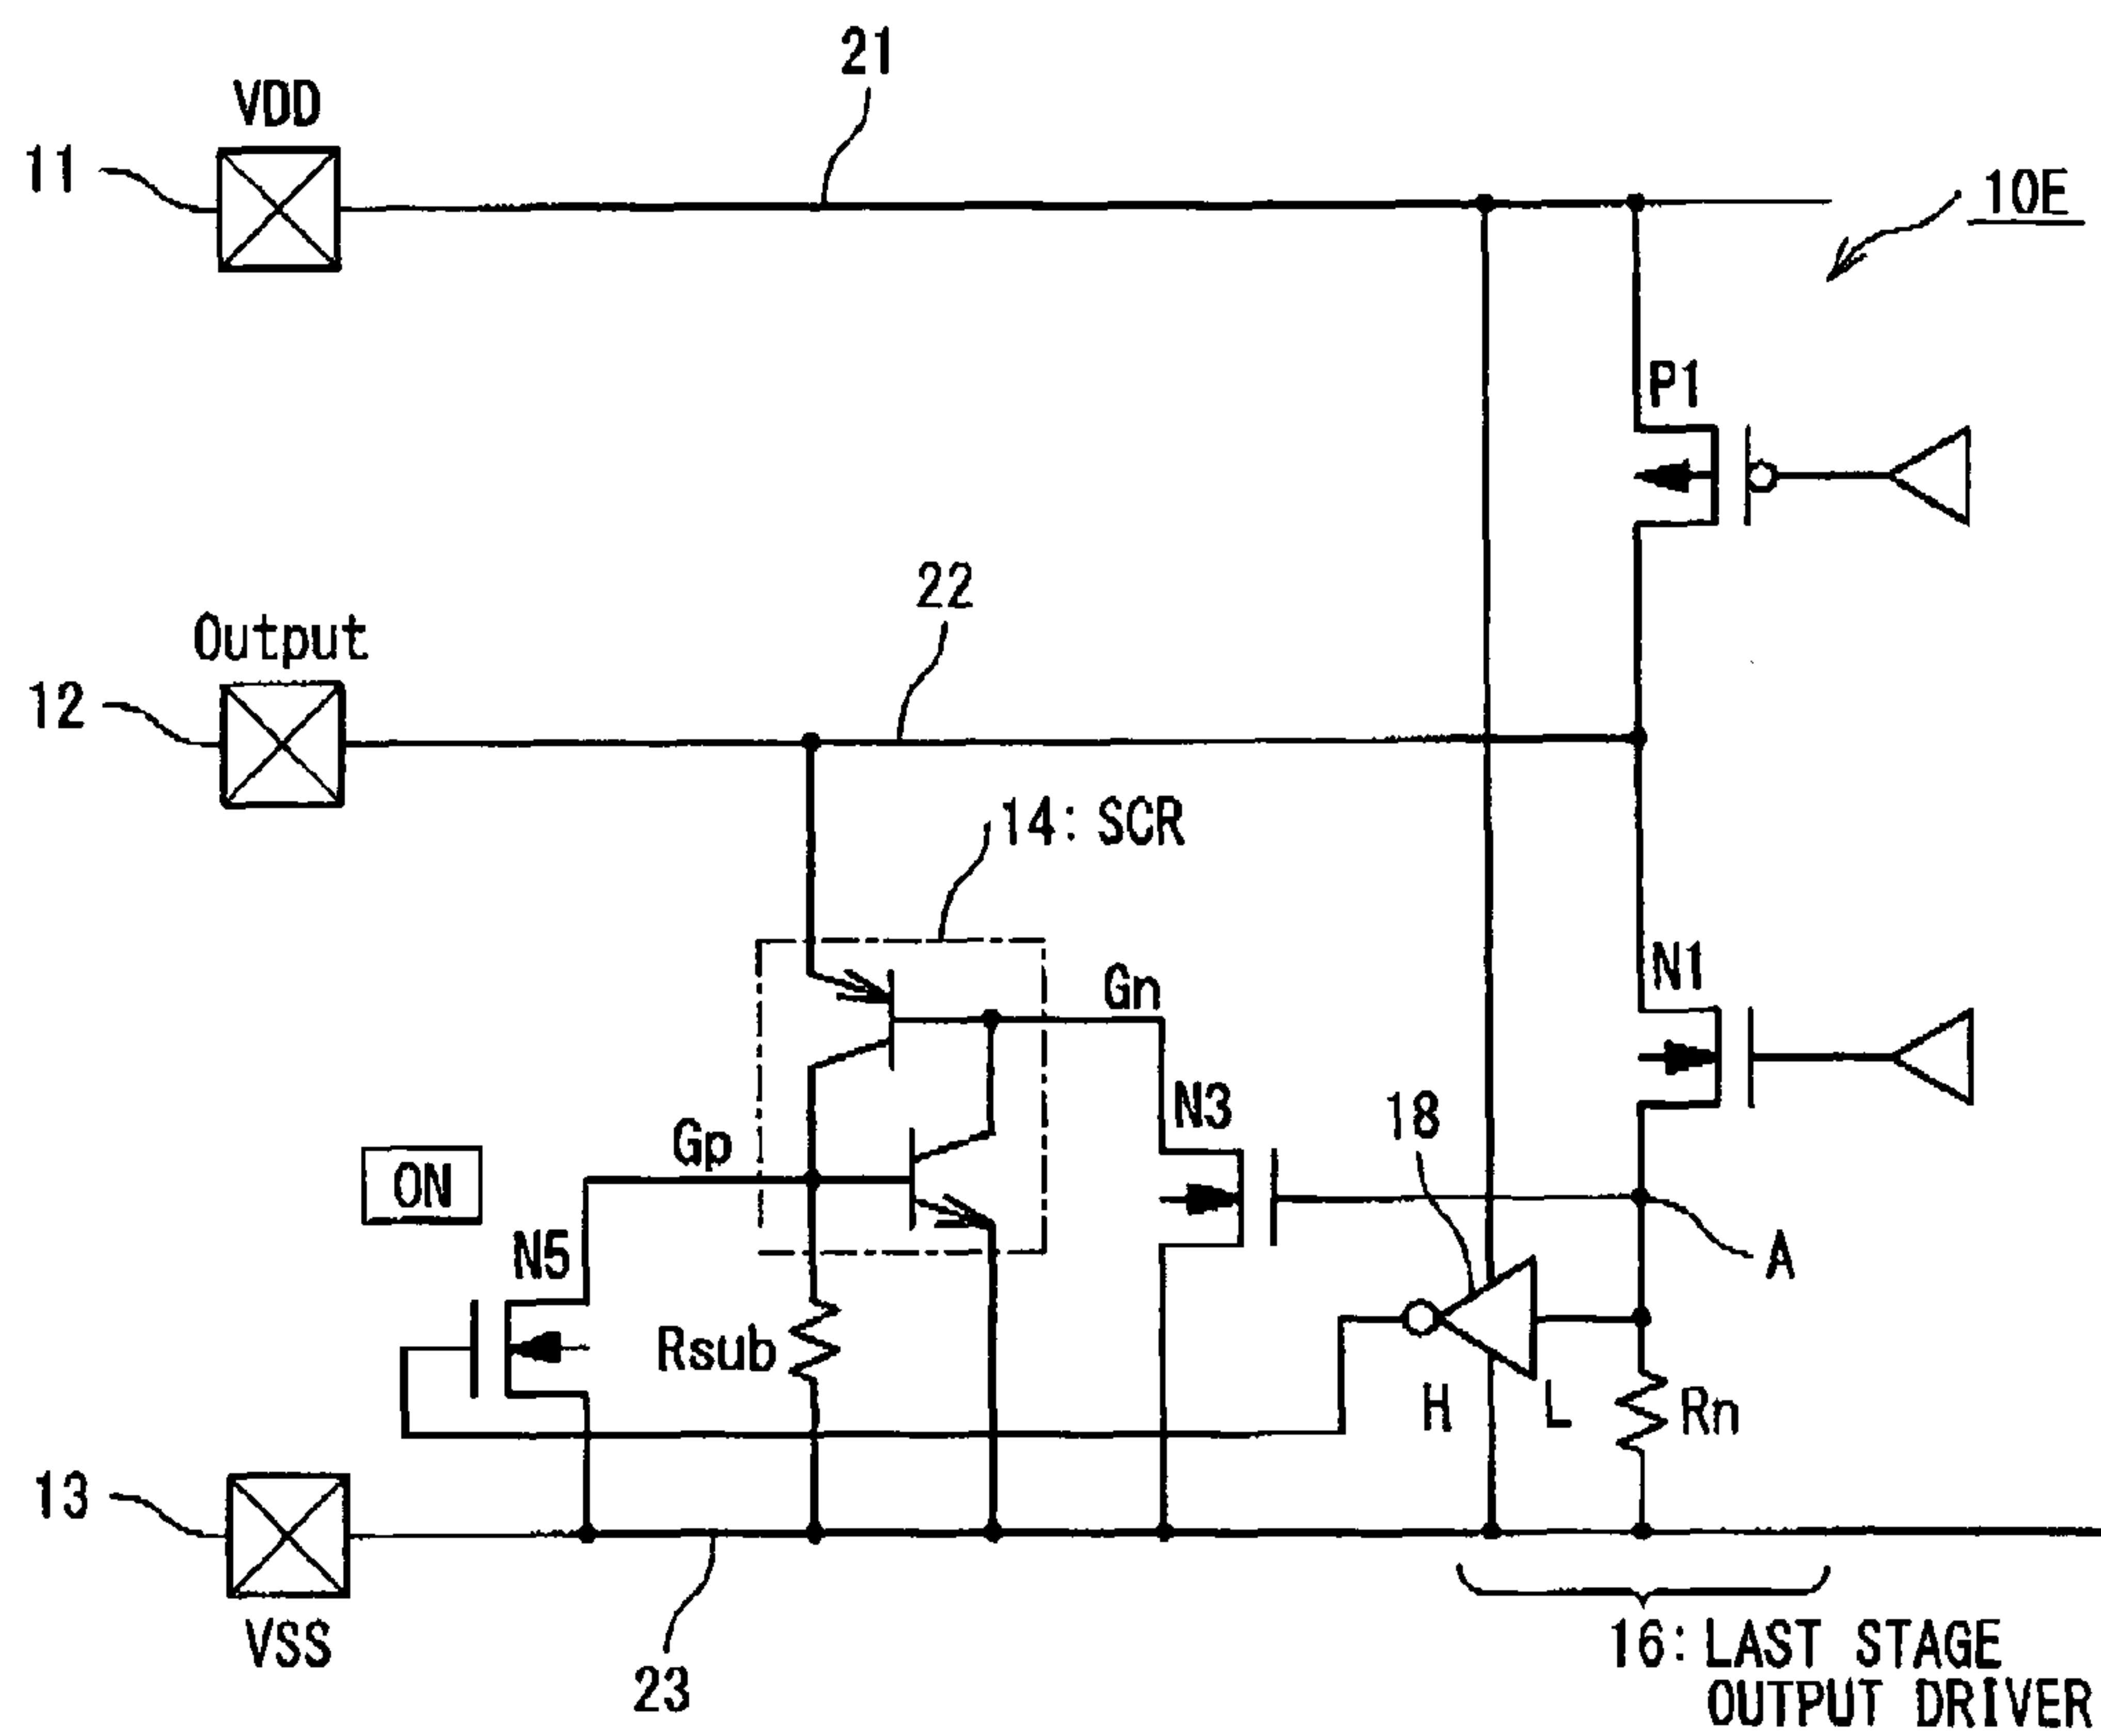 21
VDD
11
10E
P1
22
Output
12
14: SCR
N1
Gn
N3
18
Gp
ON
N5
A
Rsub
H
L
Rn
13
VSS
23
16: LAST STAGE
OUTPUT DRIVER